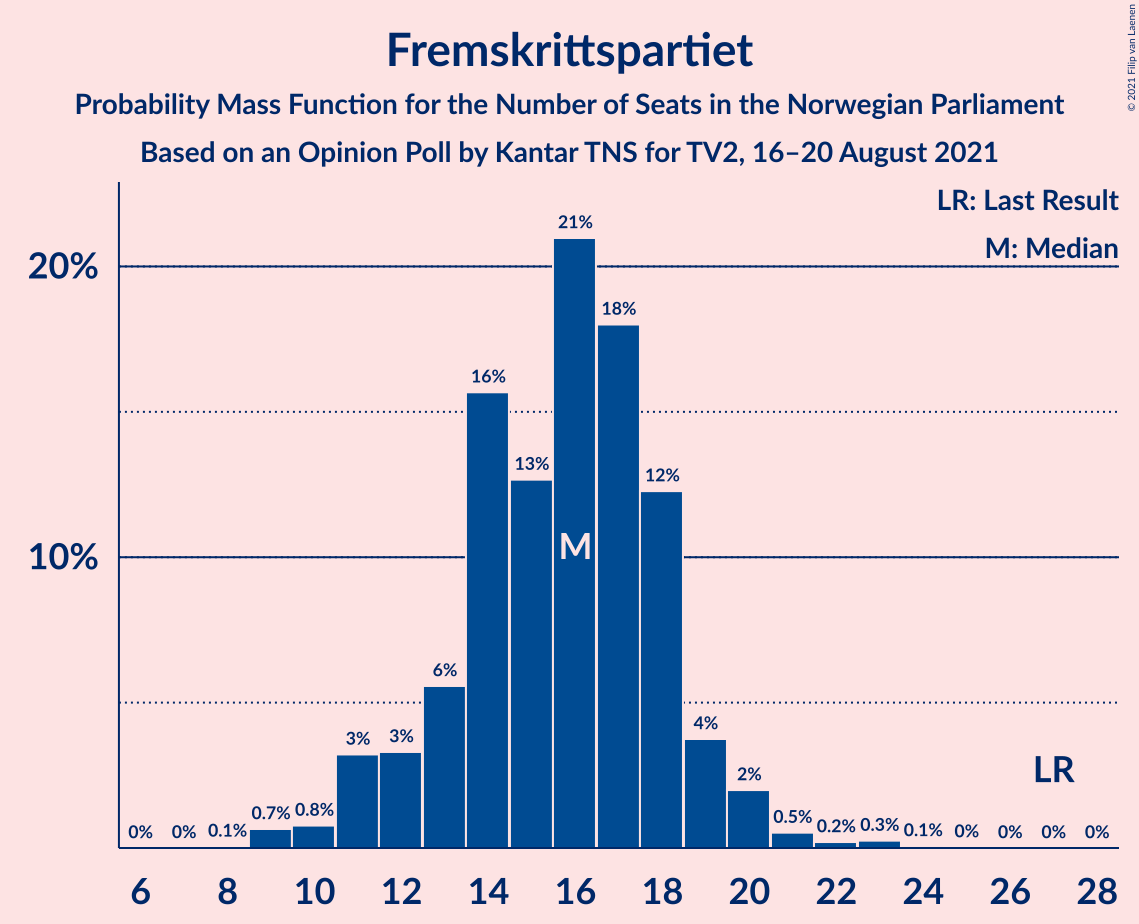 Fremskrittspartiet
Probability Mass Function for the Number of Seats in the Norwegian Parliament
Based on an Opinion Poll by Kantar TNS for TV2, 16–20 August 2021
© 2021 Filip van Laenen
LR: Last Result
M: Median
20%
10%
0% 0% 0.1% 0.7% 0.8% 3% 3% 6% 16% 13% 21% 18% 12% 4% 2% 0.5% 0.2% 0.3% 0.1% 0% 0% 0% 0%
M
LR
6 8 10 12 14 16 18 20 22 24 26 28